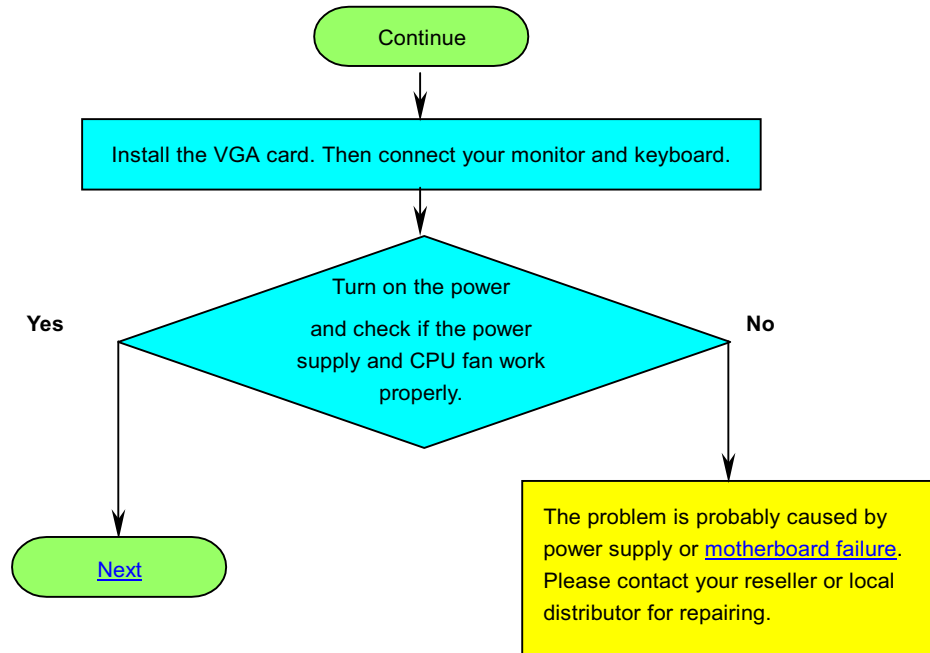 Continue
Install the VGA card. Then connect your monitor and keyboard.
Turn on the power
and check if the power
supply and CPU fan work
properly.
Yes
No
Next
The problem is probably caused by
power supply or motherboard failure.
Please contact your reseller or local
distributor for repairing.